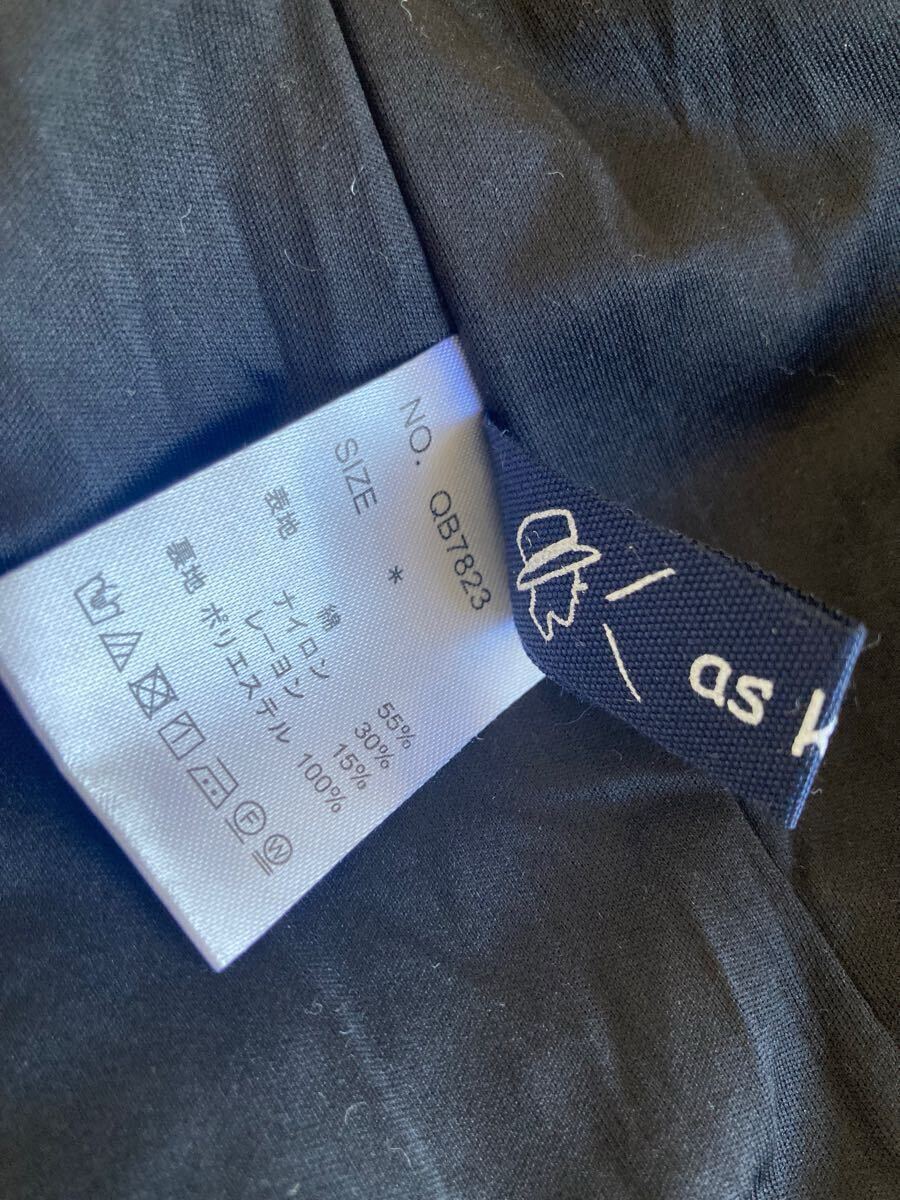 NO. QB7823
SIZE *
表地 綿 55%
ナイロン 30%
レーヨン 15%
裏地 ポリエステル 100%
F W
as k